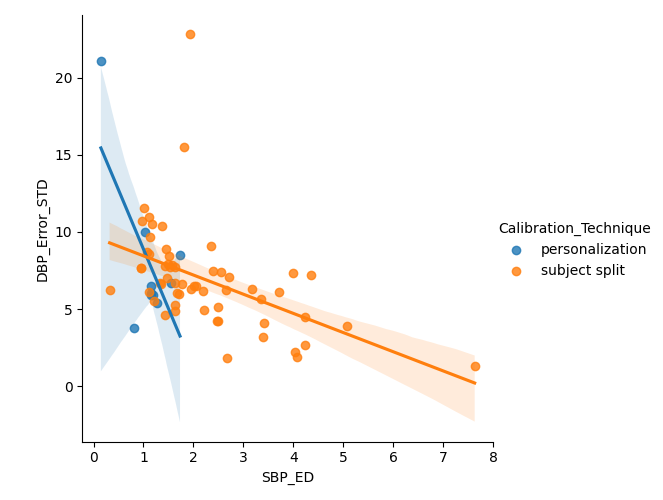 DBP_Error_STD
20
15
10
5
0
0 1 2 3 4 5 6 7 8
SBP_ED
Calibration_Technique
personalization
subject split